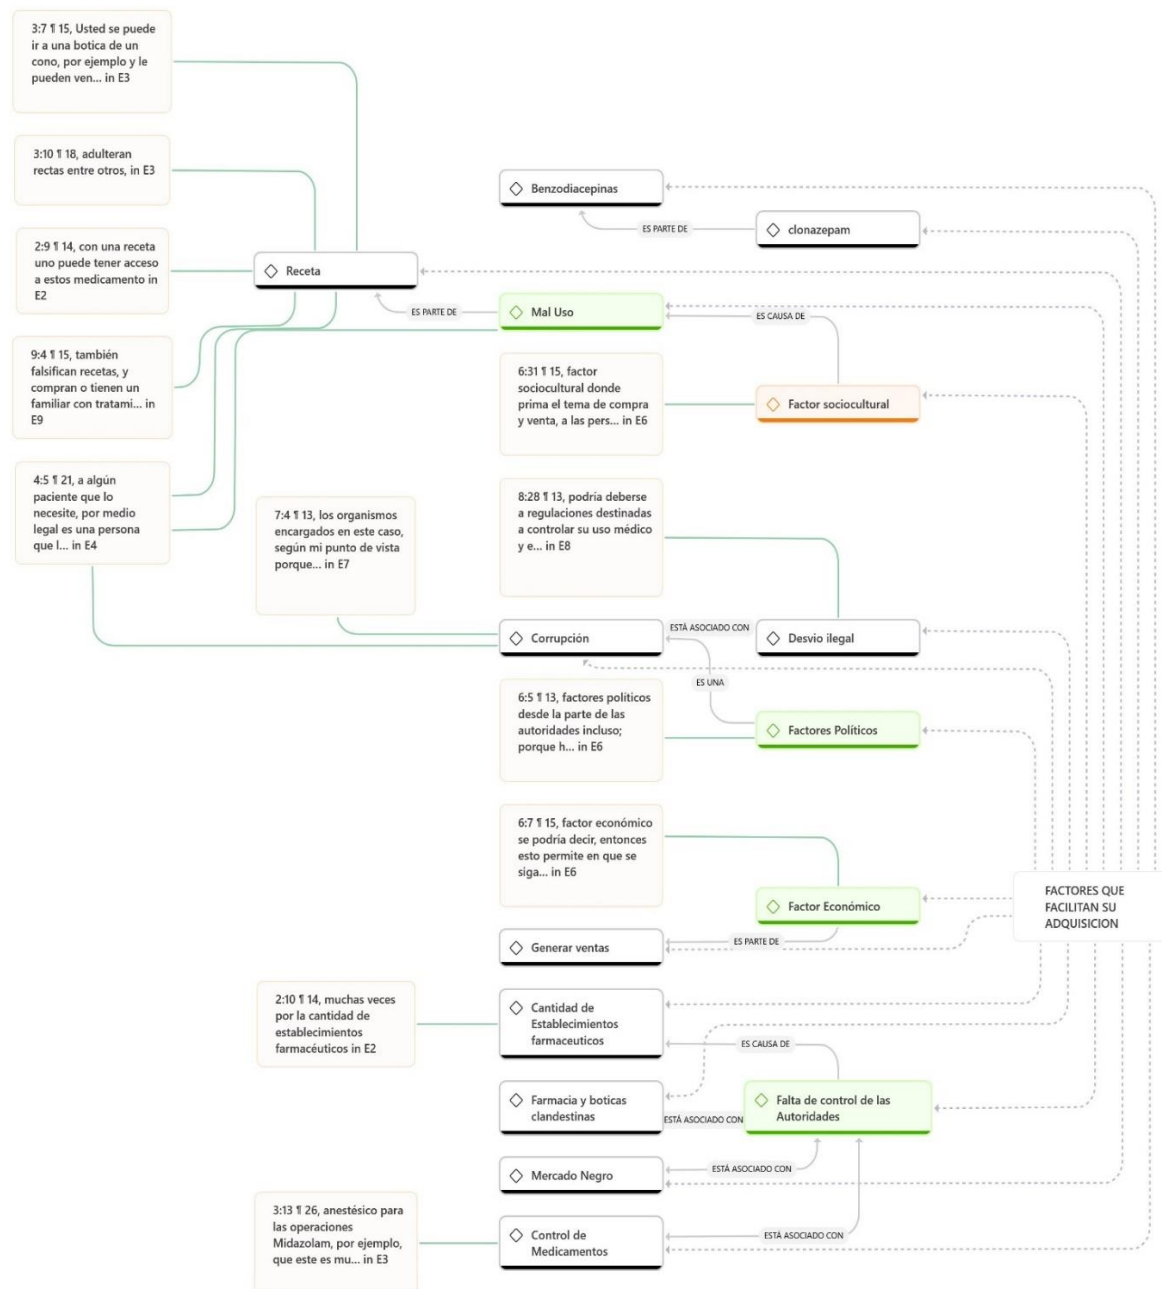 3:7 ¶ 15, Usted se puede
ir a una botica de un
cono, por ejemplo y le
pueden ven... in E3
3:10 ¶ 18, adulteran
rectas entre otros, in E3
Benzodiacepinas
ES PARTE DE
clonazepam
2:9 ¶ 14, con una receta
uno puede tener acceso
a estos medicamento in
E2
Receta
ES PARTE DE
Mal Uso
ES CAUSA DE
9:4 ¶ 15, también
falsifican recetas, y
compran o tienen un
familiar con tratami... in
E9
6:31 ¶ 15, factor
sociocultural donde
prima el tema de compra
y venta, a las pers... in E6
Factor sociocultural
4:5 ¶ 21, a algún
paciente que lo
necesite, por medio
legal es una persona
que l... in E4
7:4 ¶ 13, los organismos
encargados en este caso,
según mi punto de vista
porque... in E7
8:28 ¶ 13, podría deberse
a regulaciones destinadas
a controlar su uso médico
y e... in E8
Corrupción
ESTÁ ASOCIADO CON
Desvio ilegal
ES UNA
6:5 ¶ 13, factores políticos
desde la parte de las
autoridades incluso;
porque h... in E6
Factores Políticos
6:7 ¶ 15, factor económico
se podría decir, entonces
esto permite en que se
siga... in E6
Factor Económico
FACTORES QUE
FACILITAN SU
ADQUISICION
Generar ventas
ES PARTE DE
2:10 ¶ 14, muchas veces
por la cantidad de
establecimientos
farmacéuticos in E2
Cantidad de
Establecimientos
farmaceuticos
ES CAUSA DE
Farmacia y boticas
clandestinas
ESTÁ ASOCIADO CON
Falta de control de las
Autoridades
Mercado Negro
ESTÁ ASOCIADO CON
3:13 ¶ 26, anestésico para
las operaciones
Midazolam, por ejemplo,
que este es mu... in E3
Control de
Medicamentos
ESTÁ ASOCIADO CON